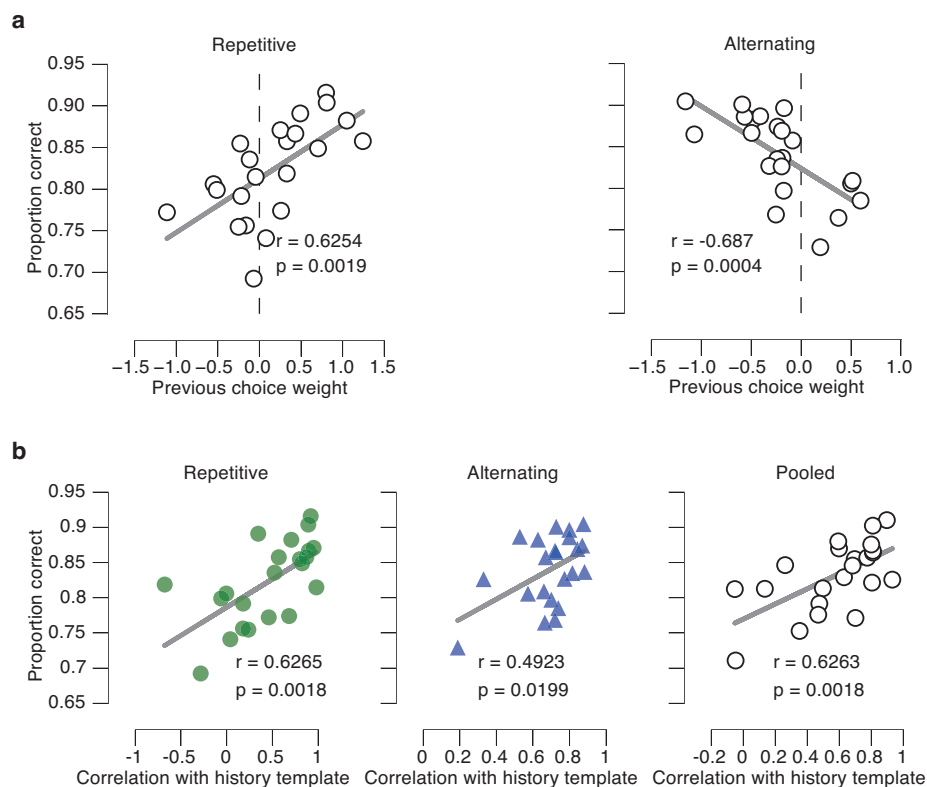 a
Repetitive
Alternating
0.95
0.90
0.85
0.80
0.75
0.70
0.65
Proportion correct
r = 0.6254
p = 0.0019
r = -0.687
p = 0.0004
−1.5 −1.0 −0.5 0.0 0.5 1.0 1.5
Previous choice weight
−1.5 −1.0 −0.5 0.0 0.5 1.0
Previous choice weight
b
Repetitive
Alternating
Pooled
0.95
0.9
0.85
0.8
0.75
0.7
0.65
Proportion correct
r = 0.6265
p = 0.0018
r = 0.4923
p = 0.0199
r = 0.6263
p = 0.0018
-1 -0.5 0 0.5 1
Correlation with history template
0 0.2 0.4 0.6 0.8 1
Correlation with history template
-0.2 0 0.2 0.4 0.6 0.8 1
Correlation with history template